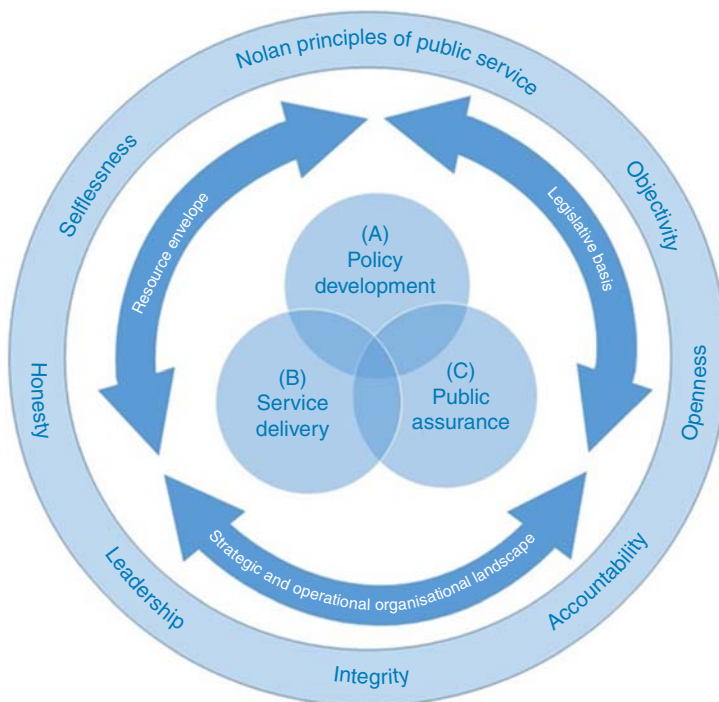 Nolan principles of public service
Objectivity
Openness
Accountability
Integrity
Leadership
Honesty
Selflessness
Resource envelope
Legislative basis
Strategic and operational organisational landscape
(A)
Policy
development
(B)
Service
delivery
(C)
Public
assurance